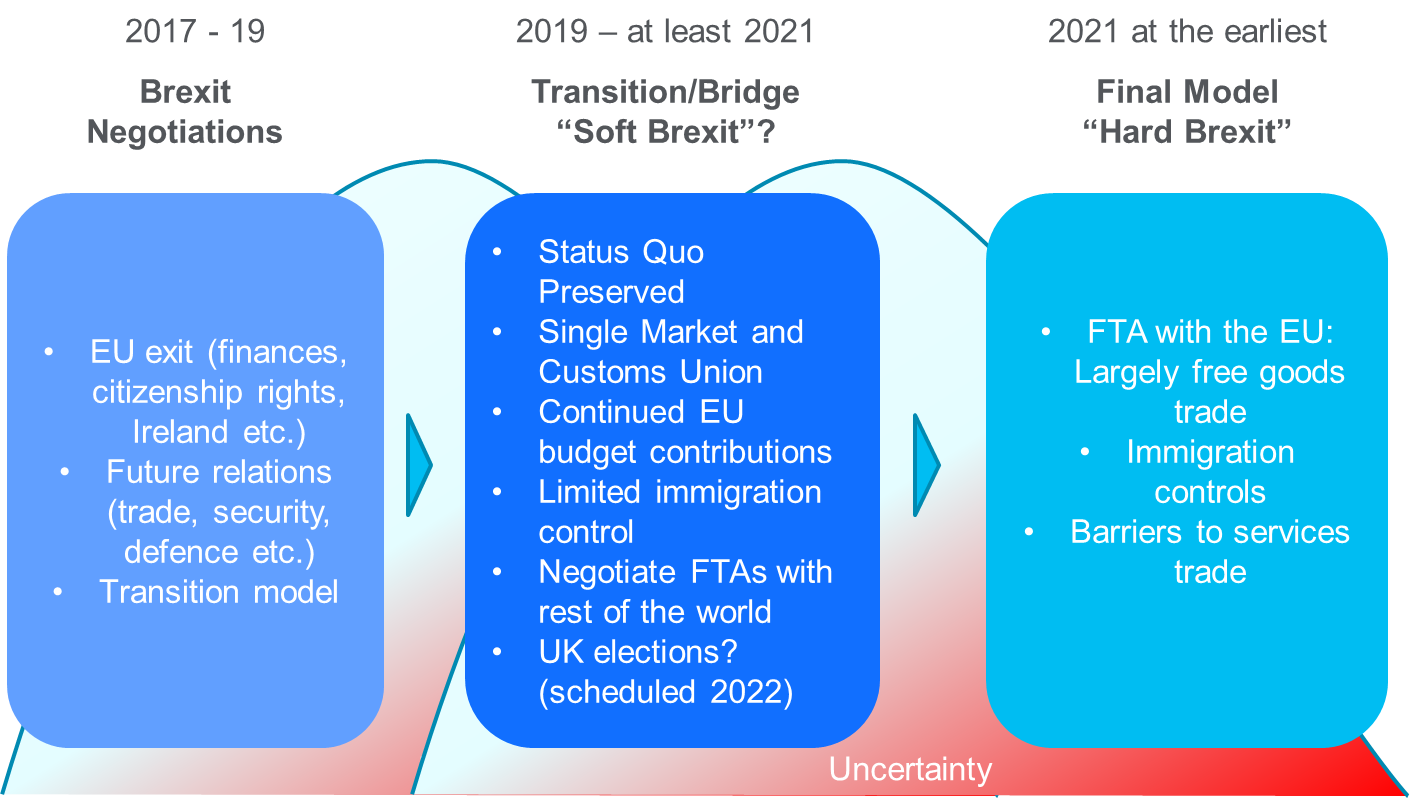 2017 - 19
Brexit
Negotiations
• EU exit (finances,
citizenship rights,
Ireland etc.)
• Future relations
(trade, security,
defence etc.)
• Transition model
2019 – at least 2021
Transition/Bridge
“Soft Brexit”?
• Status Quo
Preserved
• Single Market and
Customs Union
• Continued EU
budget contributions
• Limited immigration
control
• Negotiate FTAs with
rest of the world
• UK elections?
(scheduled 2022)
2021 at the earliest
Final Model
“Hard Brexit”
• FTA with the EU:
Largely free goods
trade
• Immigration
controls
• Barriers to services
trade
Uncertainty